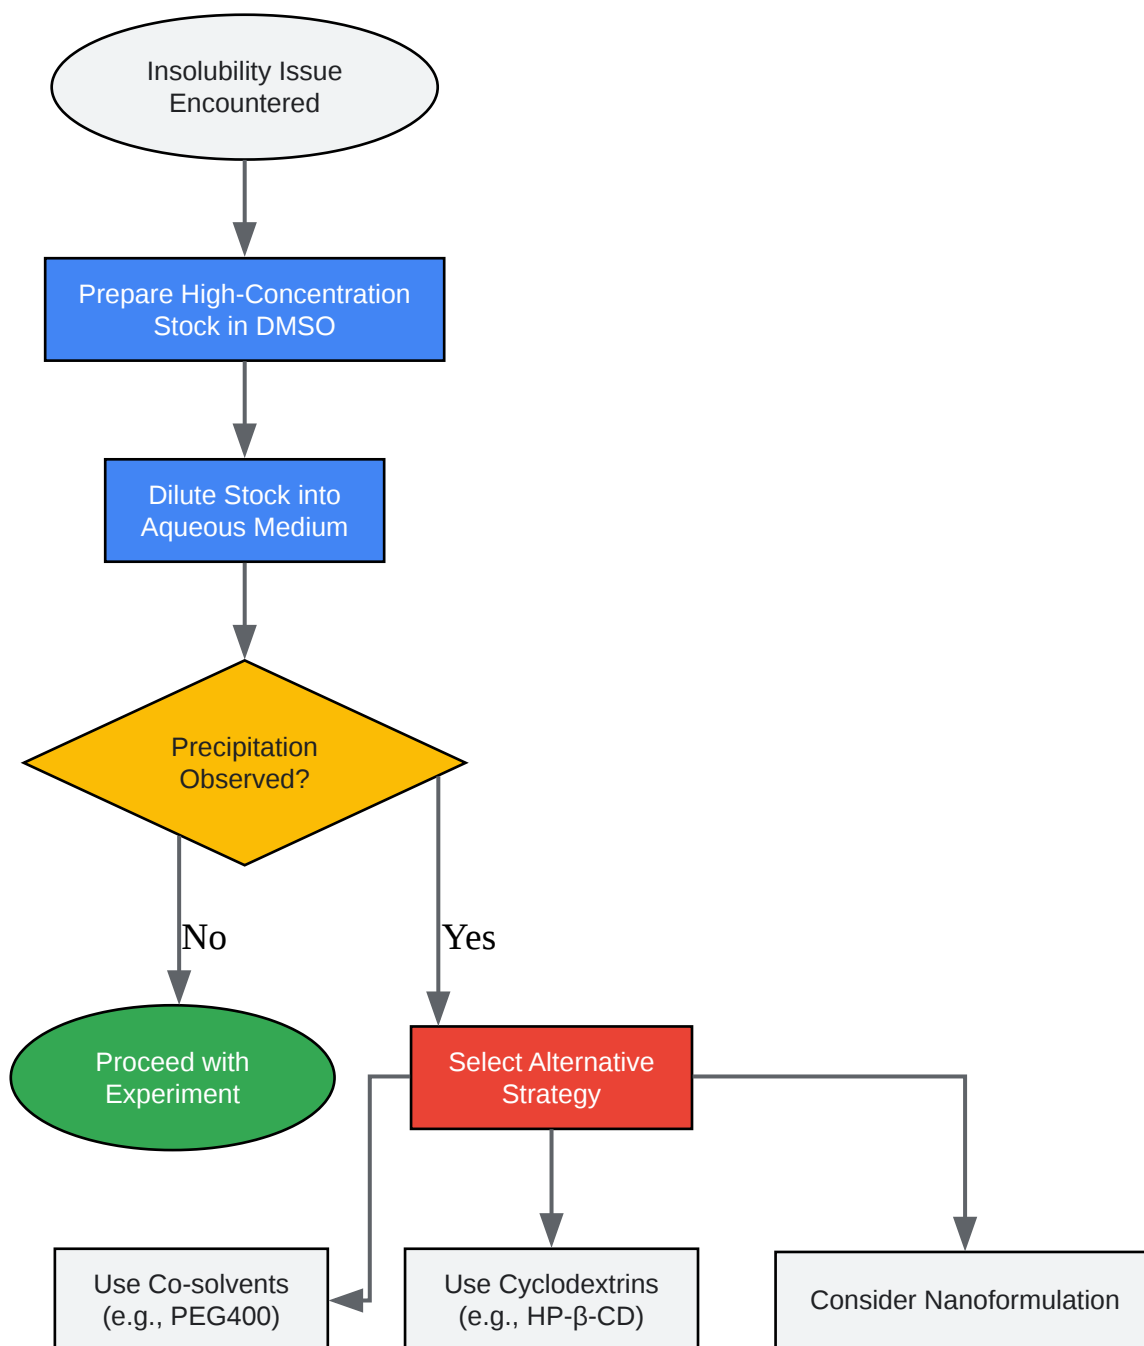 Insolubility Issue
Encountered
Prepare High-Concentration
Stock in DMSO
Dilute Stock into
Aqueous Medium
Precipitation
Observed?
No
Yes
Proceed with
Experiment
Select Alternative
Strategy
Use Co-solvents
(e.g., PEG400)
Use Cyclodextrins
(e.g., HP-β-CD)
Consider Nanoformulation